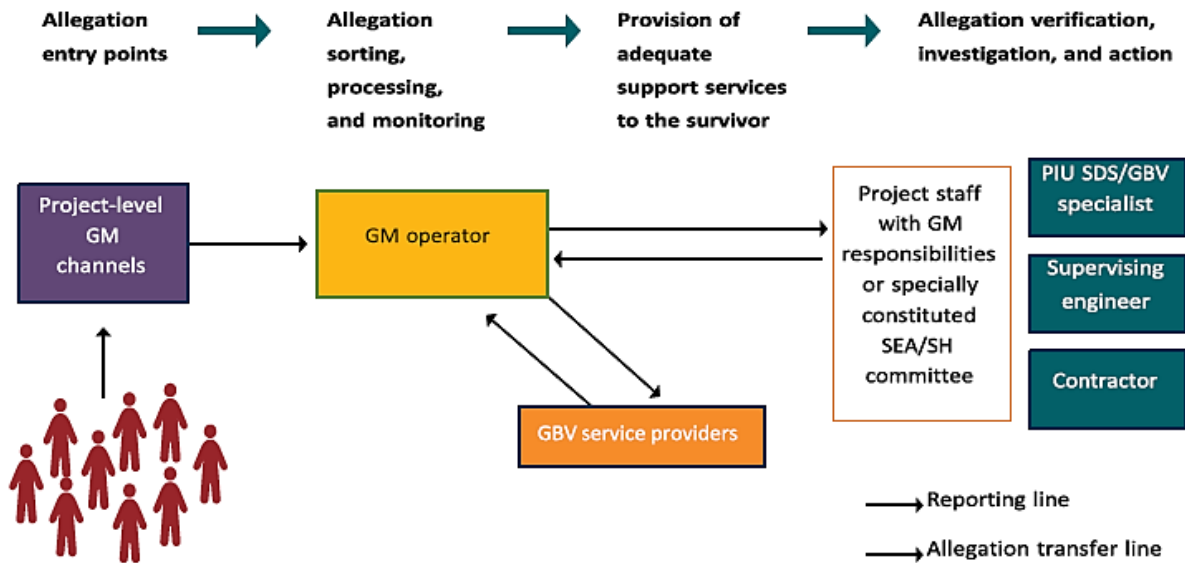 Allegation
entry points
Allegation
sorting,
processing,
and monitoring
Provision of
adequate
support services
to the survivor
Allegation verification,
investigation, and action
Project-level
GM
channels
GM operator
GBV service providers
Project staff
with GM
responsibilities
or specially
constituted
SEA/SH
committee
PIU SDS/GBV
specialist
Supervising
engineer
Contractor
Reporting line
Allegation transfer line